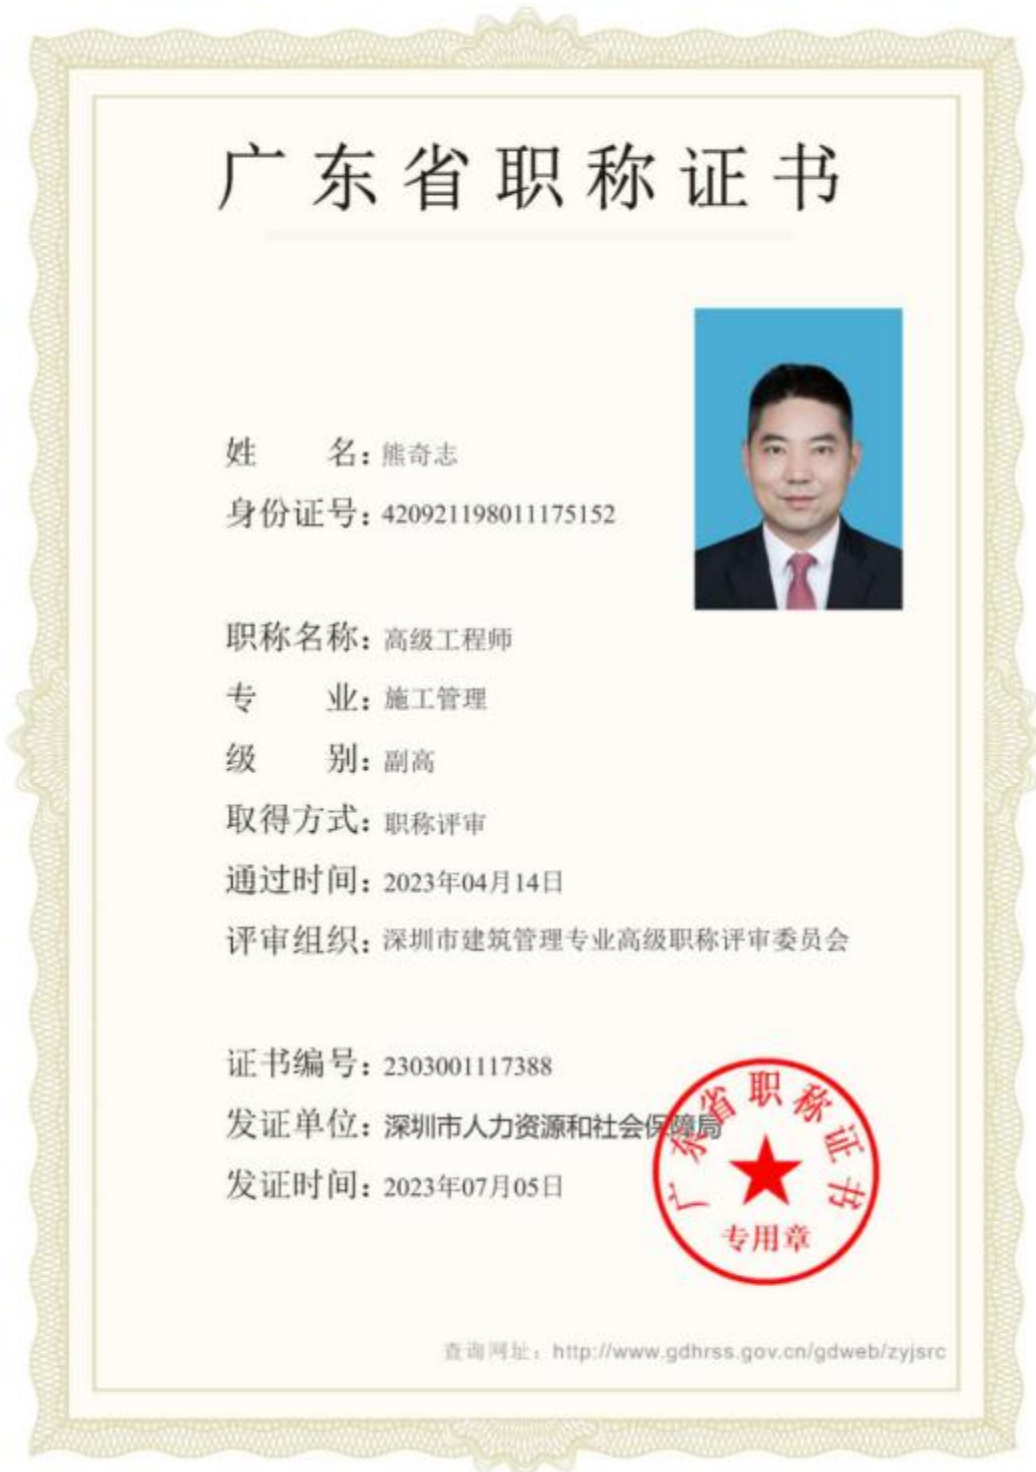 广东省职称证书
姓　　名：熊奇志
身份证号：420921198011175152
职称名称：高级工程师
专　　业：施工管理
级　　别：副高
取得方式：职称评审
通过时间：2023年04月14日
评审组织：深圳市建筑管理专业高级职称评审委员会
证书编号：2303001117388
发证单位：深圳市人力资源和社会保障局
发证时间：2023年07月05日
广东省职称证书
专用章
查询网址：http://www.gdhrss.gov.cn/gdweb/zyjsrc